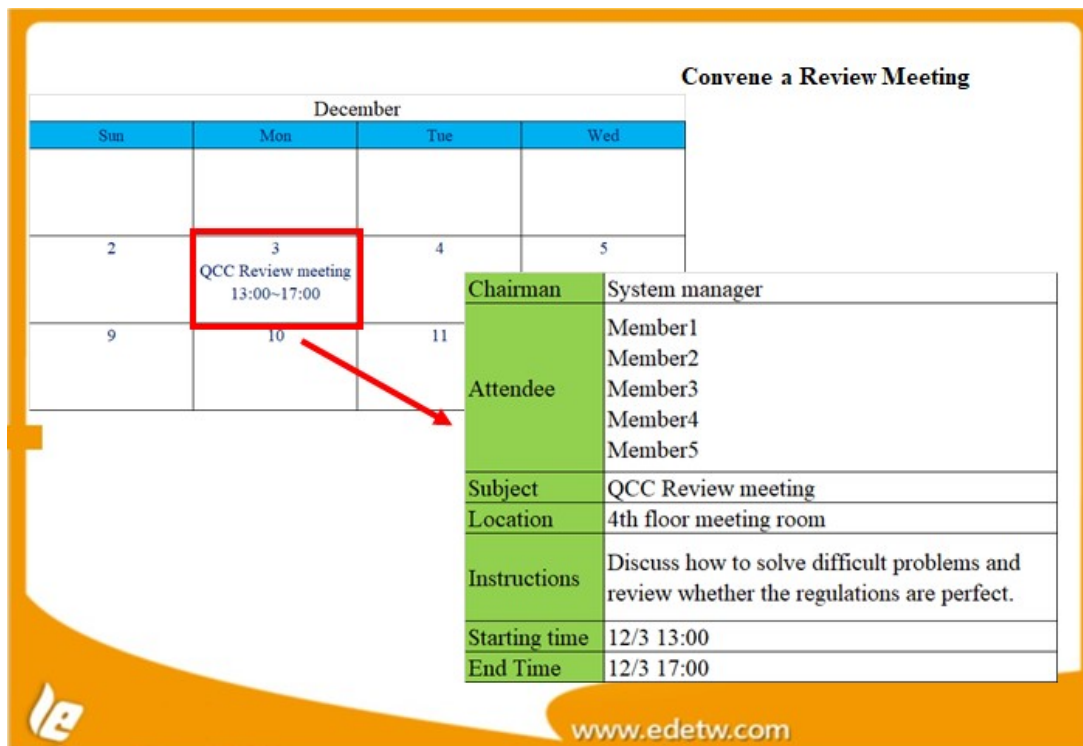 Convene a Review Meeting
December
Sun Mon Tue Wed
2 3 4 5
QCC Review meeting
13:00~17:00
9 10 11
Chairman System manager
Attendee
Member1
Member2
Member3
Member4
Member5
Subject QCC Review meeting
Location 4th floor meeting room
Instructions
Discuss how to solve difficult problems and
review whether the regulations are perfect.
Starting time 12/3 13:00
End Time 12/3 17:00
e
www.edetw.com